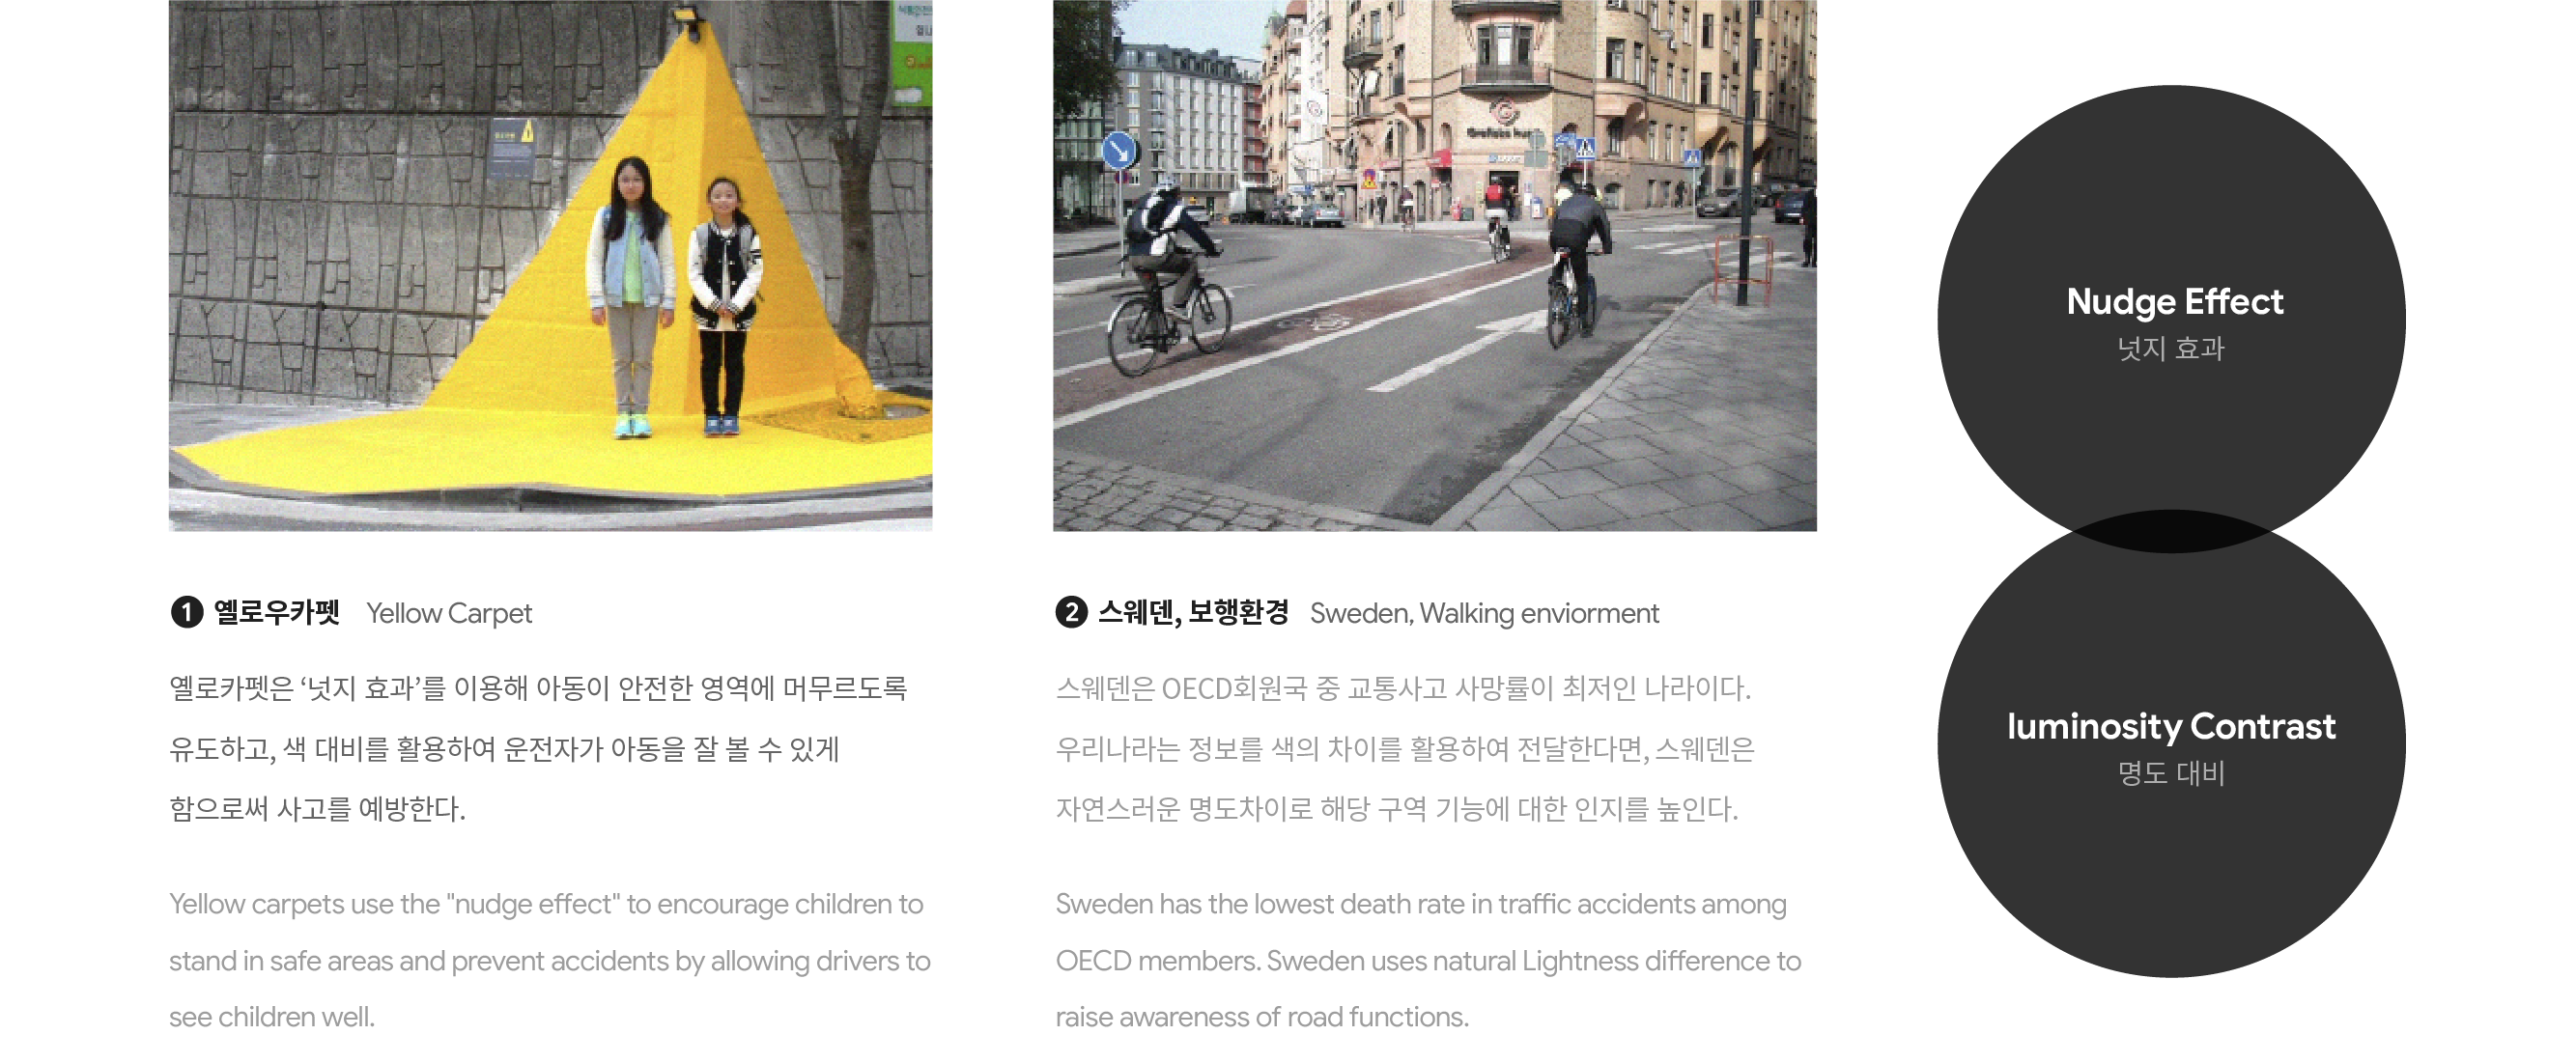 ❶ 옐로우카펫 Yellow Carpet
옐로카펫은 ‘넛지 효과’를 이용해 아동이 안전한 영역에 머무르도록
유도하고, 색 대비를 활용하여 운전자가 아동을 잘 볼 수 있게
함으로써 사고를 예방한다.
Yellow carpets use the "nudge effect" to encourage children to
stand in safe areas and prevent accidents by allowing drivers to
see children well.
❷ 스웨덴, 보행환경 Sweden, Walking enviorment
스웨덴은 OECD회원국 중 교통사고 사망률이 최저인 나라이다.
우리나라는 정보를 색의 차이를 활용하여 전달한다면, 스웨덴은
자연스러운 명도차이로 해당 구역 기능에 대한 인지를 높인다.
Sweden has the lowest death rate in traffic accidents among
OECD members. Sweden uses natural Lightness difference to
raise awareness of road functions.
Nudge Effect
넛지 효과
luminosity Contrast
명도 대비